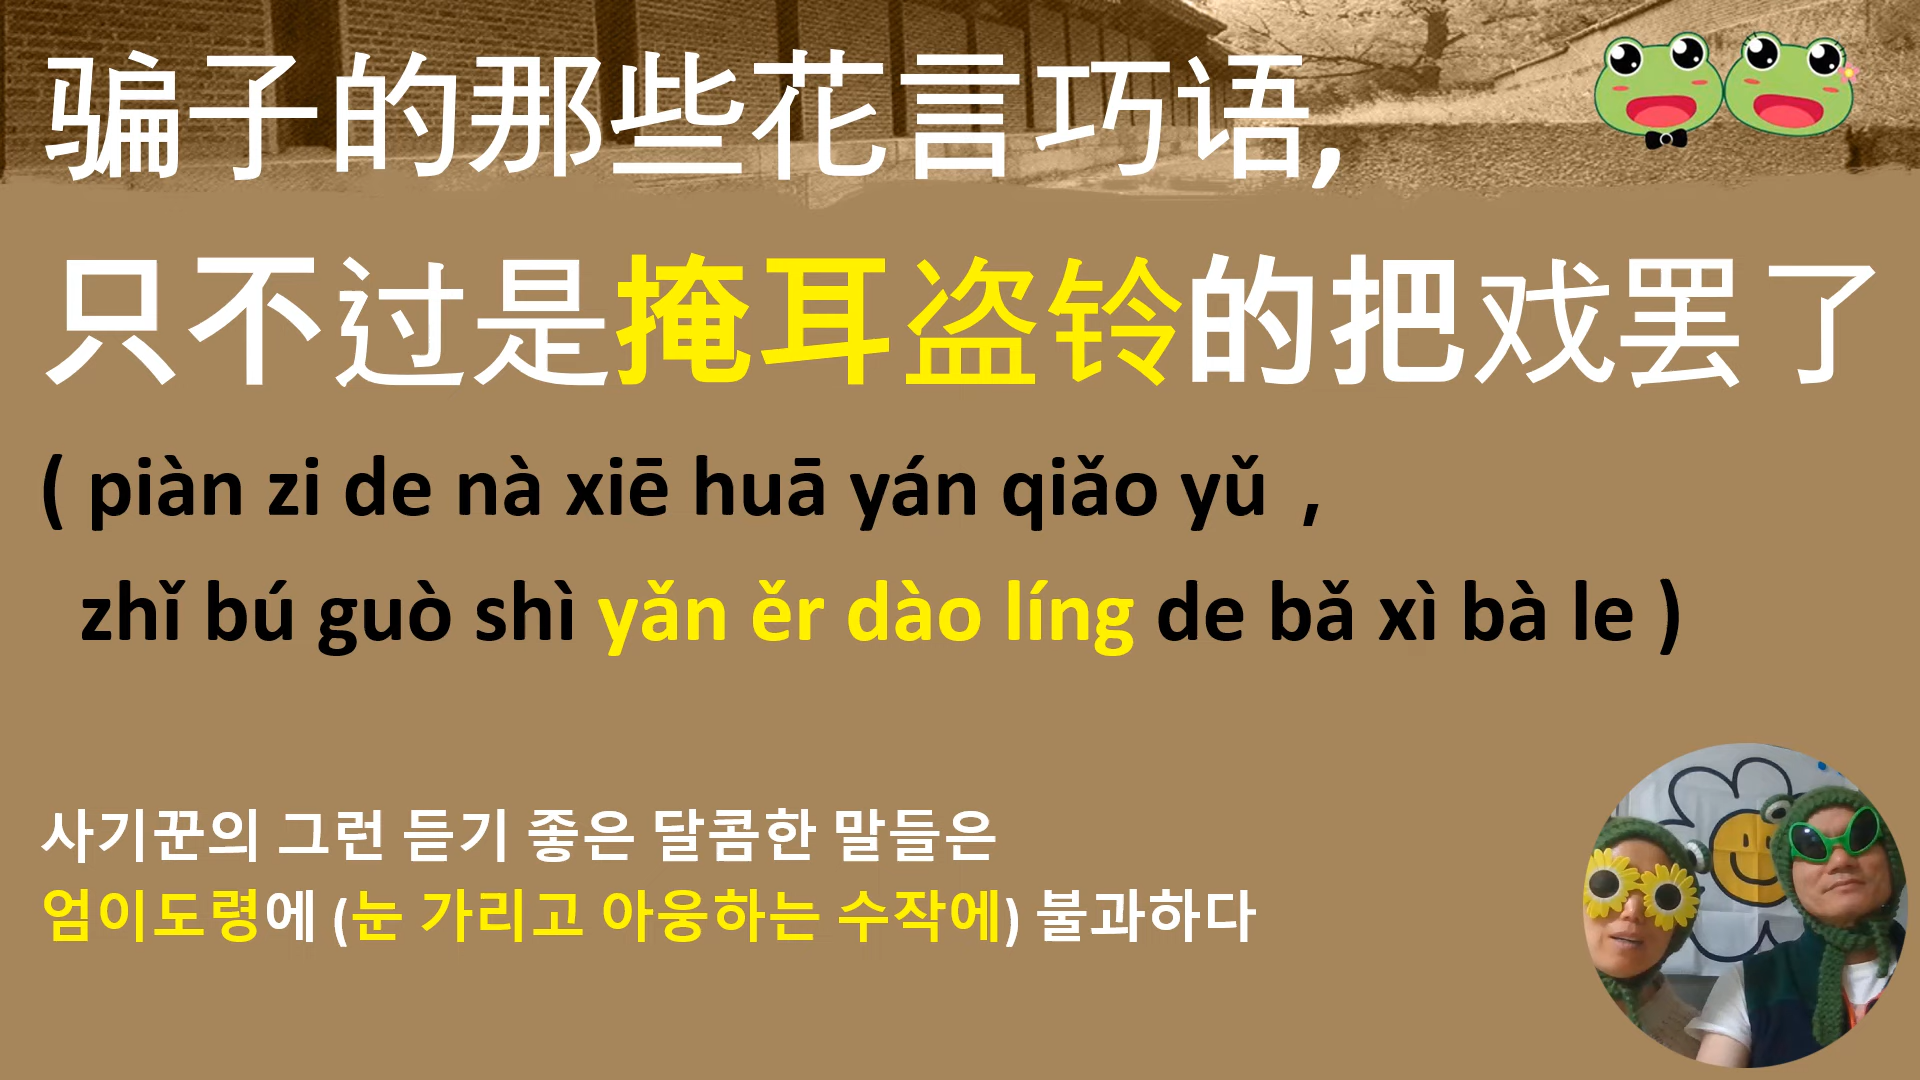 骗子的那些花言巧语,
只不过是掩耳盗铃的把戏罢了
( piàn zi de nà xiē huā yán qiǎo yǔ ,
zhǐ bú guò shì yǎn ěr dào líng de bǎ xì bà le )
사기꾼의 그런 듣기 좋은 달콤한 말들은
엄이도령에 (눈 가리고 아웅하는 수작에) 불과하다